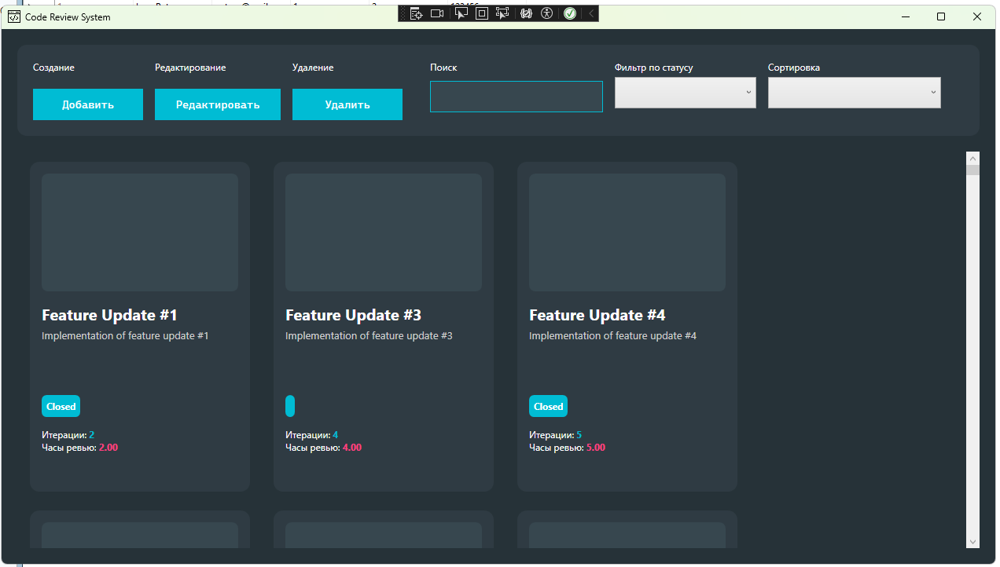 Code Review System
Создание
Редактирование
Удаление
Поиск
Фильтр по статусу
Сортировка
Добавить
Редактировать
Удалить
Feature Update #1
Implementation of feature update #1
Closed
Итерации: 2
Часы ревью: 2.00
Feature Update #3
Implementation of feature update #3
Итерации: 4
Часы ревью: 4.00
Feature Update #4
Implementation of feature update #4
Closed
Итерации: 5
Часы ревью: 5.00